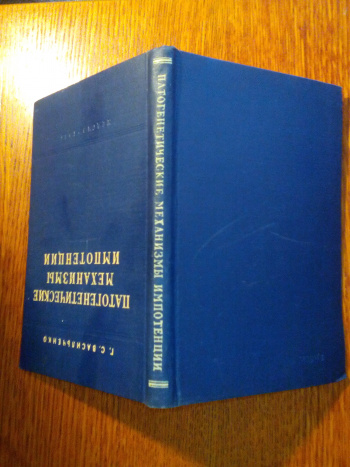 Г. С. ВАСИЛЬЧЕНКО
ПАТОГЕНЕТИЧЕСКИЕ
МЕХАНИЗМЫ
ИМПОТЕНЦИИ
ПАТОГЕНЕТИЧЕСКИЕ МЕХАНИЗМЫ ИМПОТЕНЦИИ